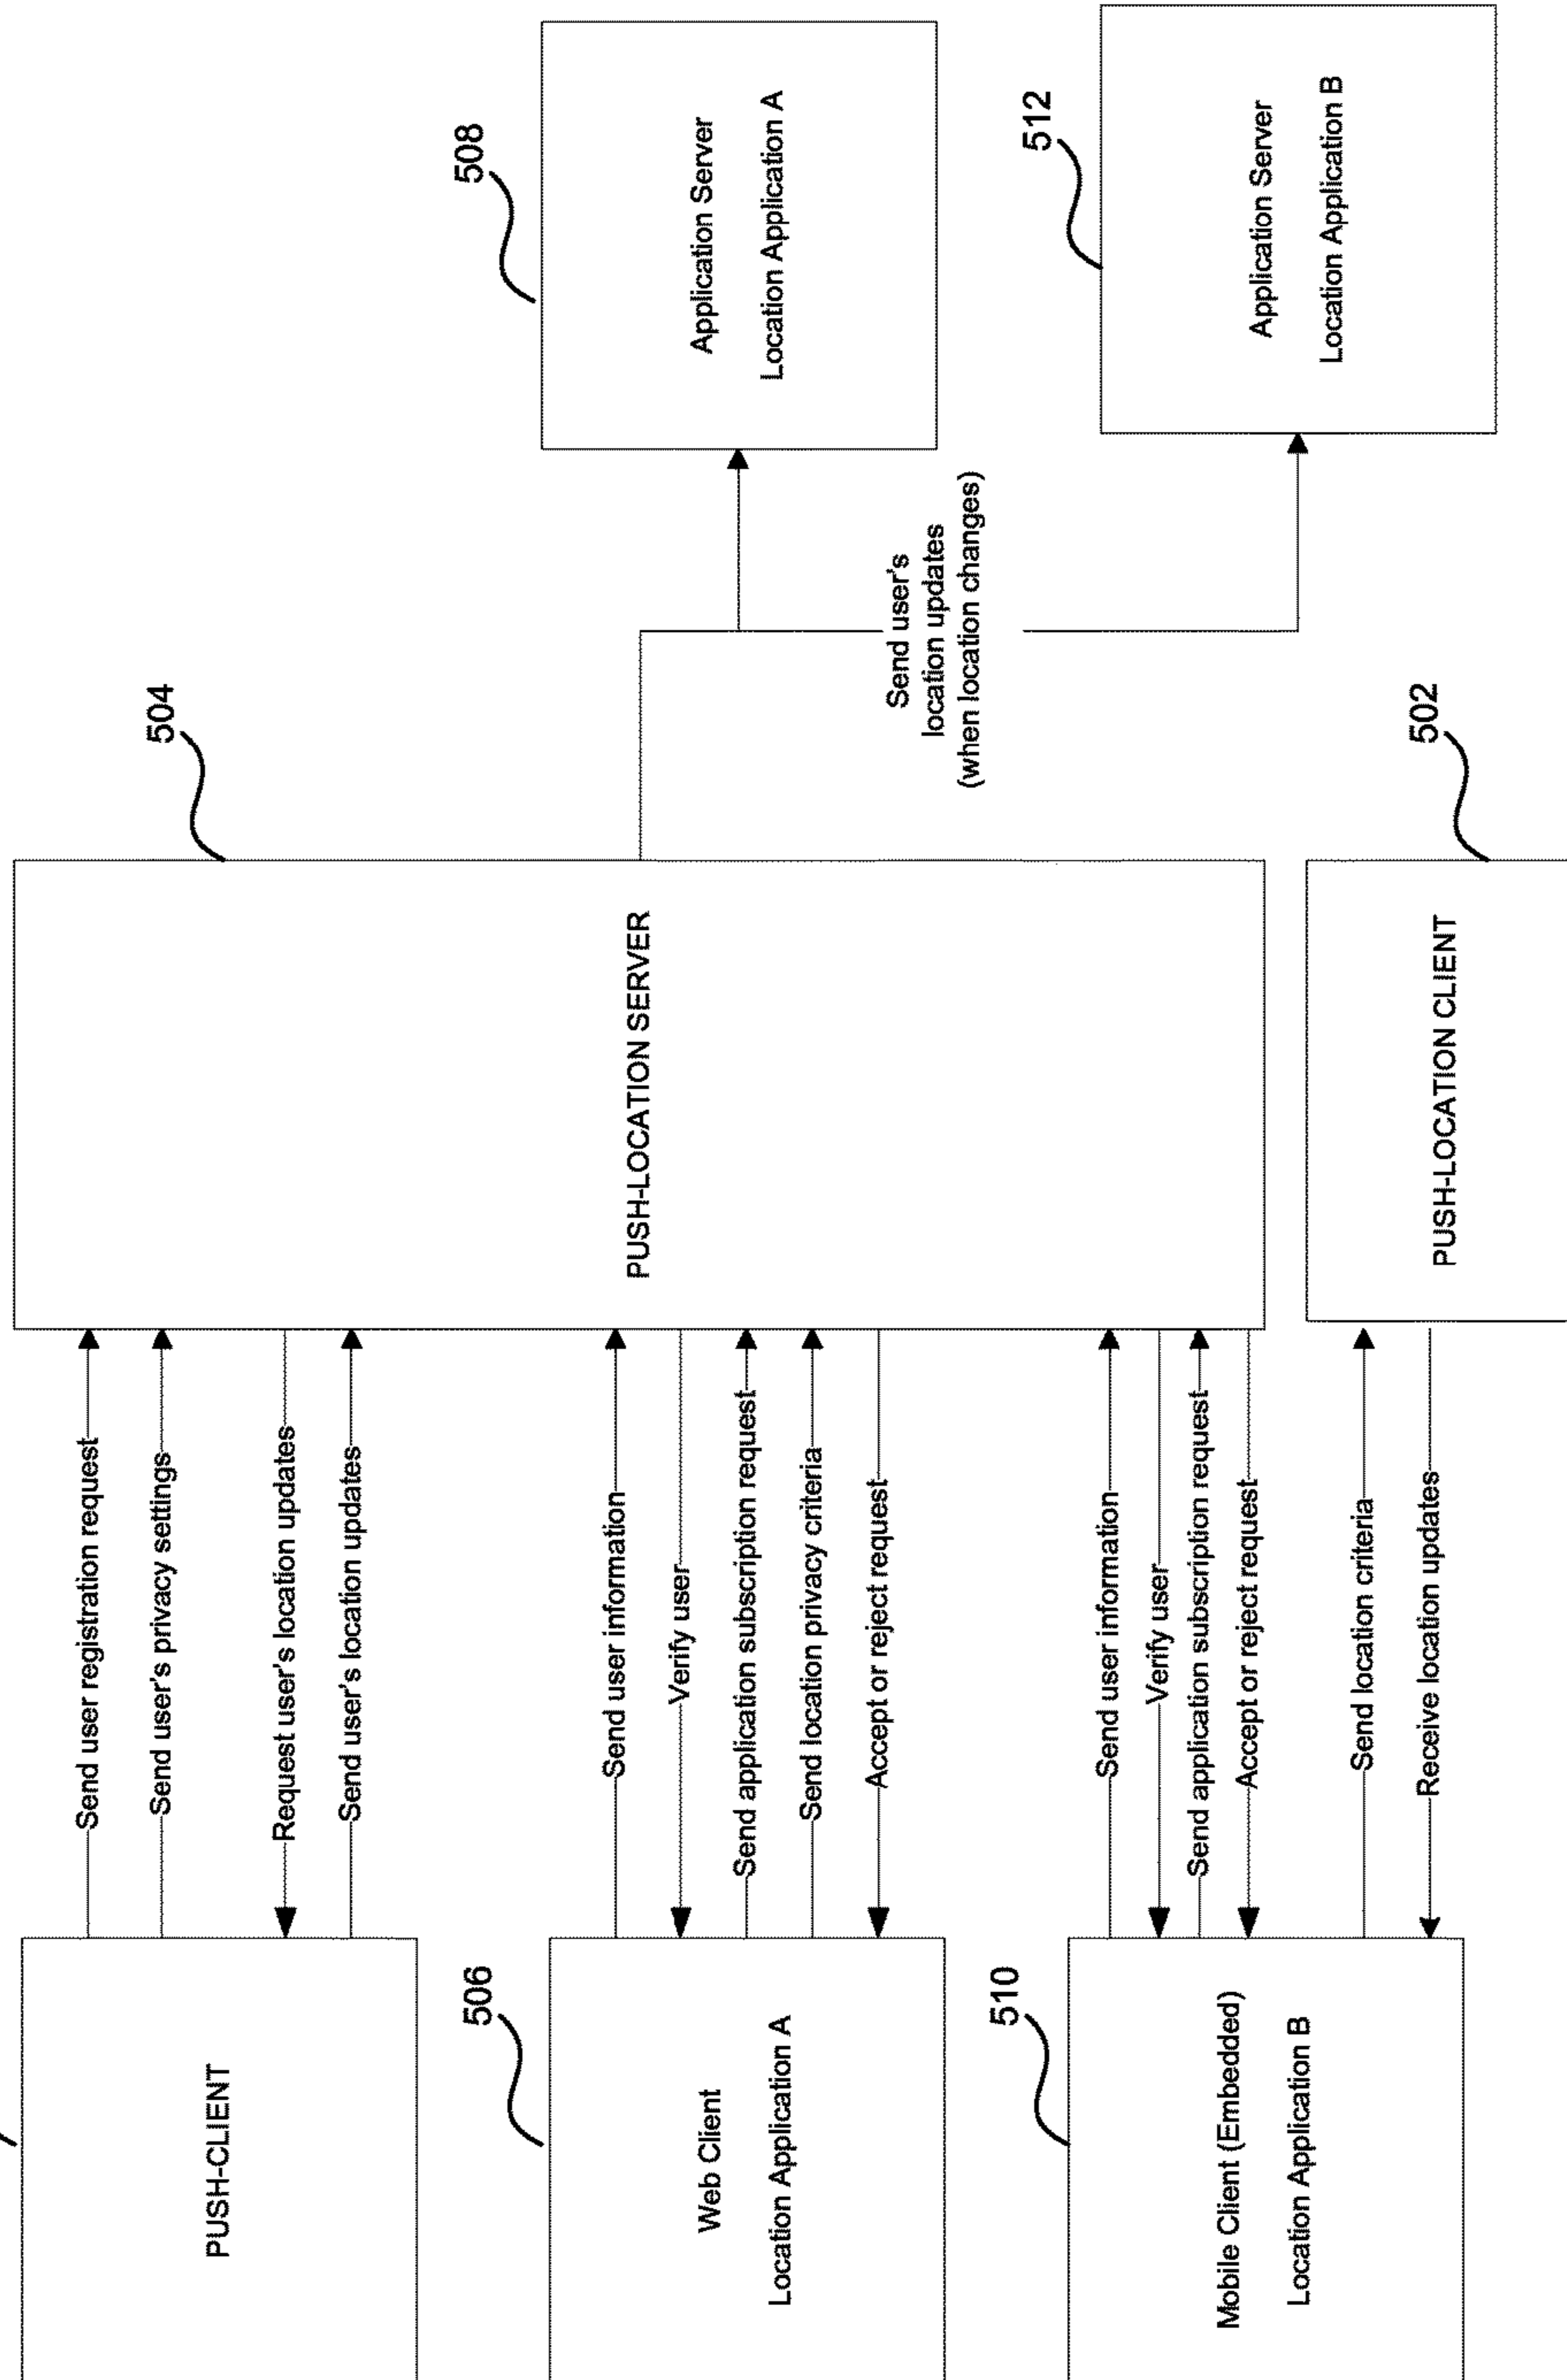 PUSH-CLIENT
Send user registration request
Send user's privacy settings
Request user's location updates
Send user's location updates
504
PUSH-LOCATION SERVER
506
Web Client
Location Application A
Send user information
Verify user
Send application subscription request
Send location privacy criteria
Accept or reject request
508
Application Server
Location Application A
Send user's
location updates
(when location changes)
510
Mobile Client (Embedded)
Location Application B
Send user information
Verify user
Send application subscription request
Accept or reject request
Send location criteria
Receive location updates
512
Application Server
Location Application B
502
PUSH-LOCATION CLIENT